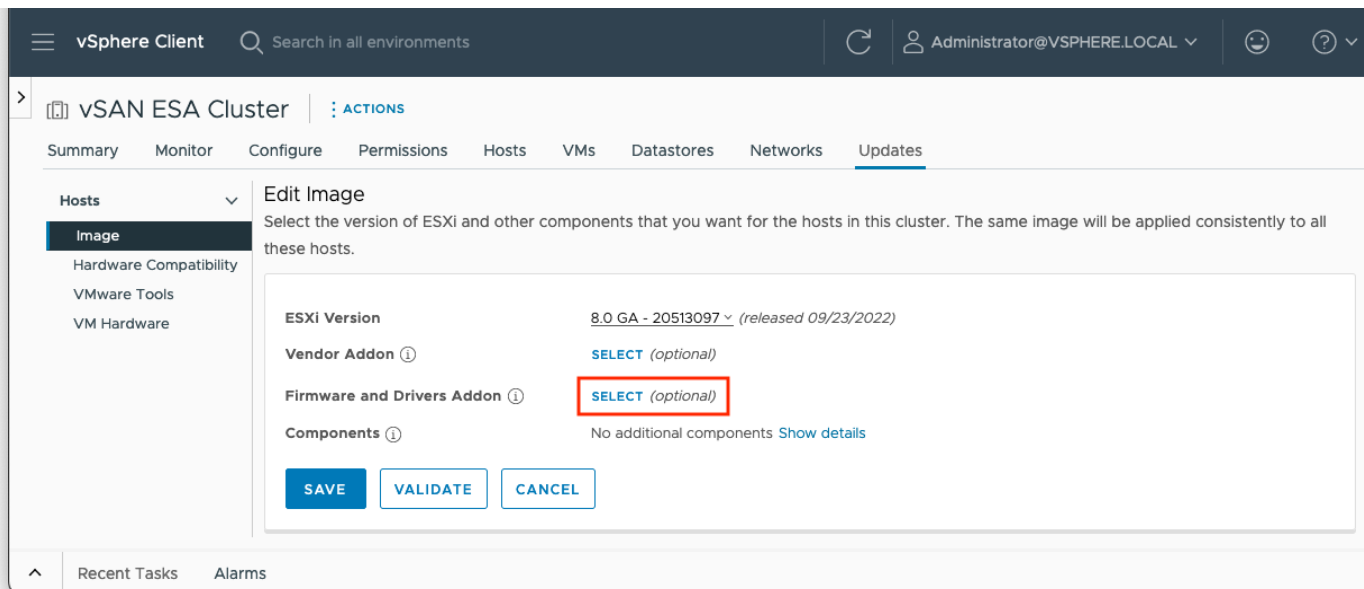 vSphere Client Search in all environments Administrator@VSPHERE.LOCAL
vSAN ESA Cluster ACTIONS
Summary Monitor Configure Permissions Hosts VMs Datastores Networks Updates
Hosts
Image
Hardware Compatibility
VMware Tools
VM Hardware
Edit Image
Select the version of ESXi and other components that you want for the hosts in this cluster. The same image will be applied consistently to all
these hosts.
ESXi Version 8.0 GA - 20513097 (released 09/23/2022)
Vendor Addon SELECT (optional)
Firmware and Drivers Addon SELECT (optional)
Components No additional components Show details
SAVE VALIDATE CANCEL
Recent Tasks Alarms